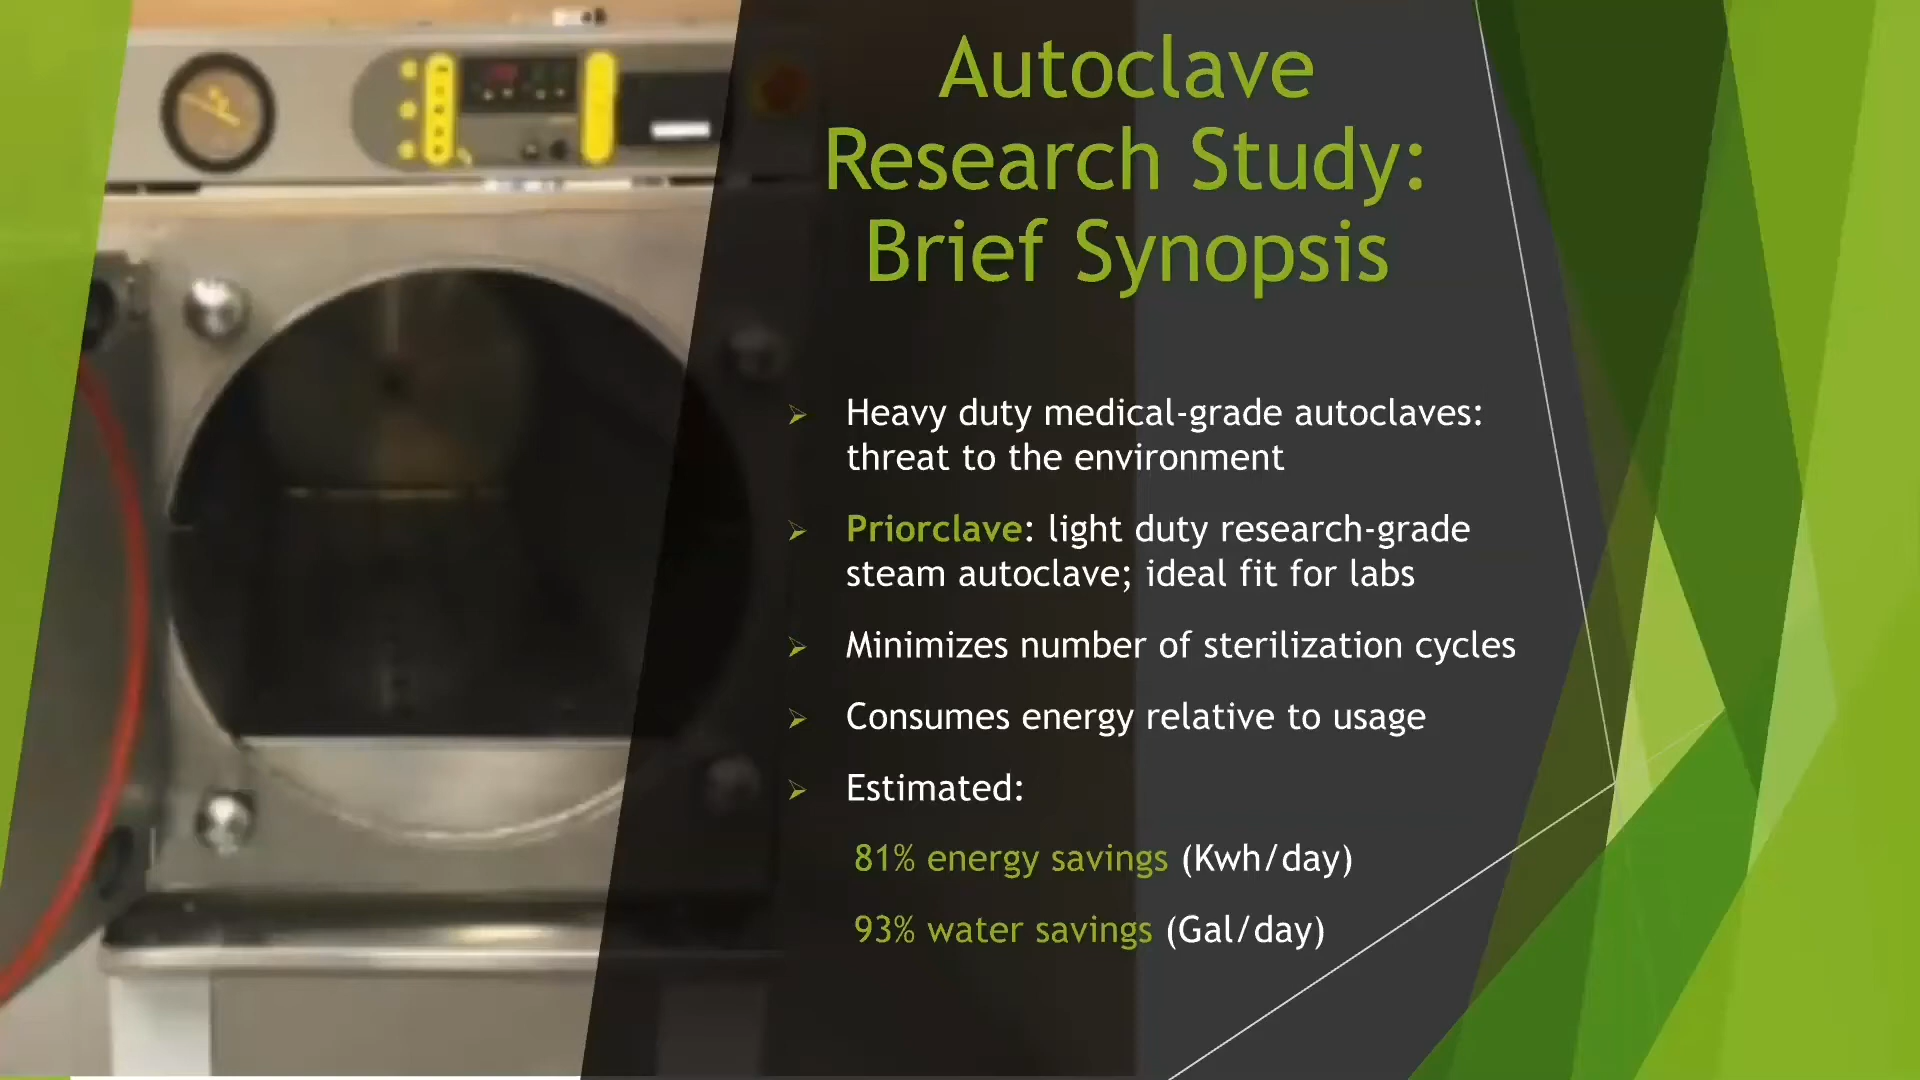 Autoclave
Research Study:
Brief Synopsis
Heavy duty medical-grade autoclaves:
threat to the environment
Priorclave: light duty research-grade
steam autoclave; ideal fit for labs
Minimizes number of sterilization cycles
Consumes energy relative to usage
Estimated:
81% energy savings (Kwh/day)
93% water savings (Gal/day)